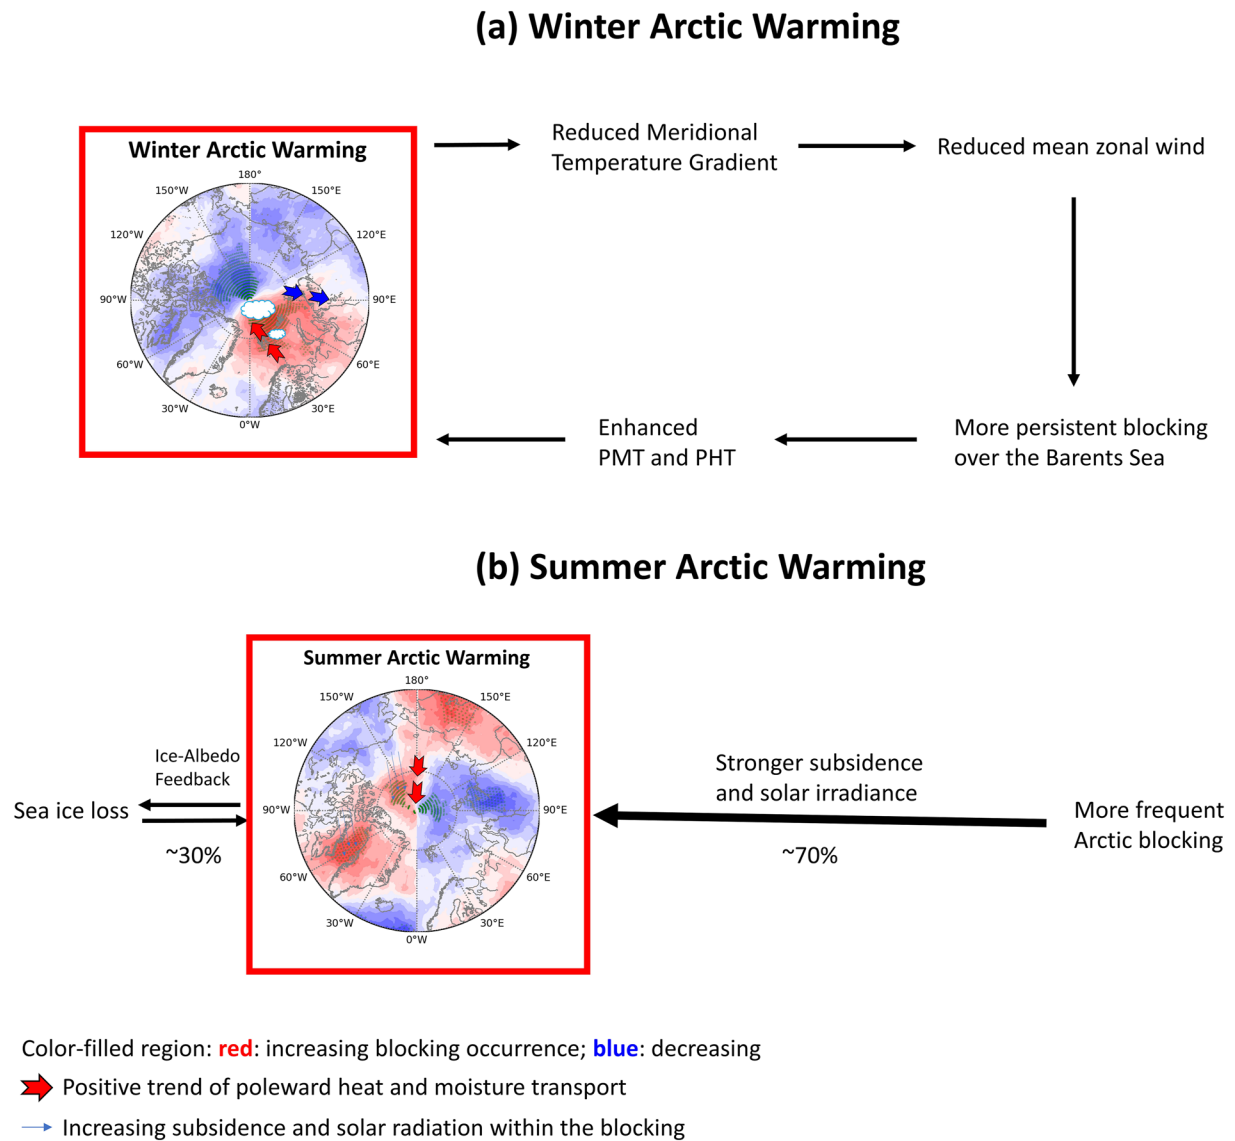 (a) Winter Arctic Warming
Winter Arctic Warming
180°
150°W
150°E
120°W
120°E
90°W
90°E
60°W
60°E
30°W
30°E
0°W
Reduced Meridional
Temperature Gradient
Reduced mean zonal wind
More persistent blocking
over the Barents Sea
Enhanced
PMT and PHT
(b) Summer Arctic Warming
Summer Arctic Warming
180°
150°W
150°E
120°W
120°E
90°W
90°E
60°W
60°E
30°W
30°E
0°W
Ice-Albedo
Feedback
Sea ice loss
~30%
Stronger subsidence
and solar irradiance
~70%
More frequent
Arctic blocking
Color-filled region: red: increasing blocking occurrence; blue: decreasing
Positive trend of poleward heat and moisture transport
Increasing subsidence and solar radiation within the blocking